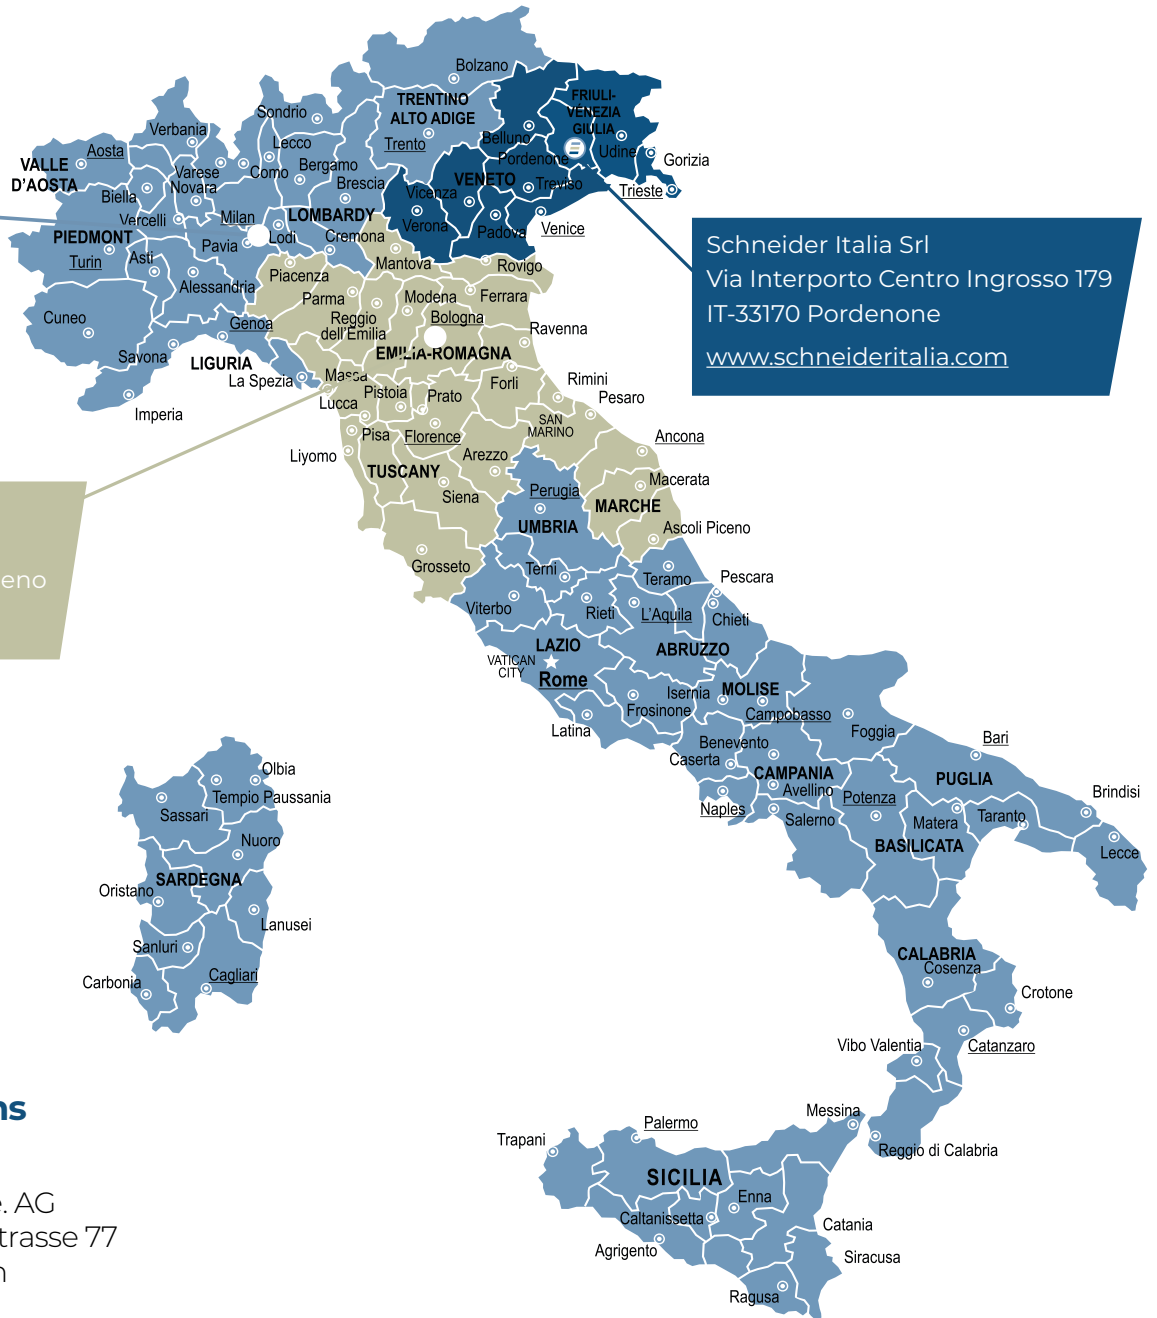 Bolzano
TRENTINO
ALTO ADIGE
Trento
FRIULI-
VENEZIA
GIULIA
Belluno
Pordenone
Udine
Gorizia
Trieste
Sondrio
Verbania
Lecco
Aosta
VALLE
D'AOSTA
Varese
Como
Bergamo
Novara
Biella
Brescia
Vicenza
VENETO
Treviso
Vercelli
Milan
LOMBARDY
Verona
Padova
Venice
PIEDMONT
Pavia
Lodi
Cremona
Turin
Asti
Mantova
Rovigo
Piacenza
Alessandria
Parma
Modena
Ferrara
Cuneo
Genoa
Reggio
dell'Emilia
Bologna
Ravenna
Savona
LIGURIA
EMILIA-ROMAGNA
La Spezia
Massa
Forli
Rimini
Imperia
Lucca
Pistoia
Prato
Pesaro
SAN
MARINO
Pisa
Florence
Ancona
Liyomo
Arezzo
TUSCANY
Siena
Perugia
Macerata
MARCHE
UMBRIA
Ascoli Piceno
Grosseto
Terni
Teramo
Pescara
Viterbo
Rieti
L'Aquila
Chieti
LAZIO
ABRUZZO
VATICAN
CITY
Rome
Isernia
MOLISE
Frosinone
Campobasso
Latina
Foggia
Benevento
Bari
Caserta
CAMPANIA
PUGLIA
Avellino
Potenza
Brindisi
Naples
Salerno
Matera
Taranto
BASILICATA
Lecce
Olbia
Tempio Paussania
Sassari
Nuoro
SARDEGNA
Oristano
Lanusei
Sanluri
Carbonia
Cagliari
CALABRIA
Cosenza
Crotone
Vibo Valentia
Catanzaro
Messina
Reggio di Calabria
Palermo
Trapani
SICILIA
Enna
Caltanissetta
Catania
Agrigento
Siracusa
Ragusa
Schneider Italia Srl
Via Interporto Centro Ingrosso 179
IT-33170 Pordenone
www.schneideritalia.com
eno
ns
e. AG
trasse 77
n